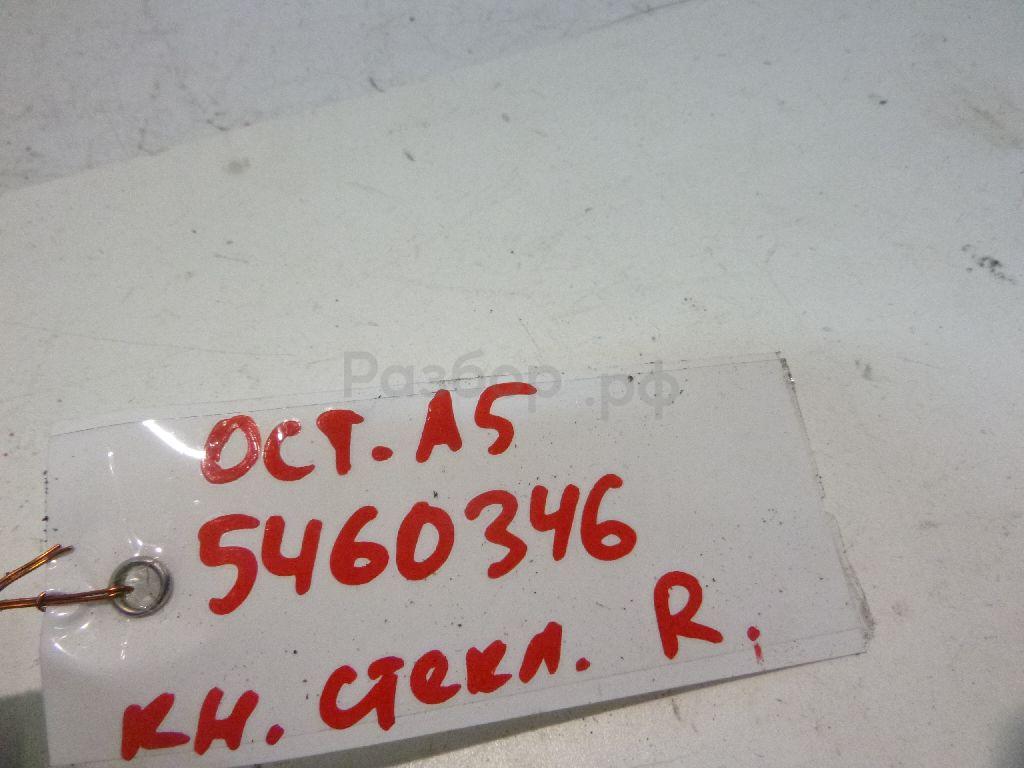 Разбор.рф
ОСТ. А5
5460346
кн. стекл. R.